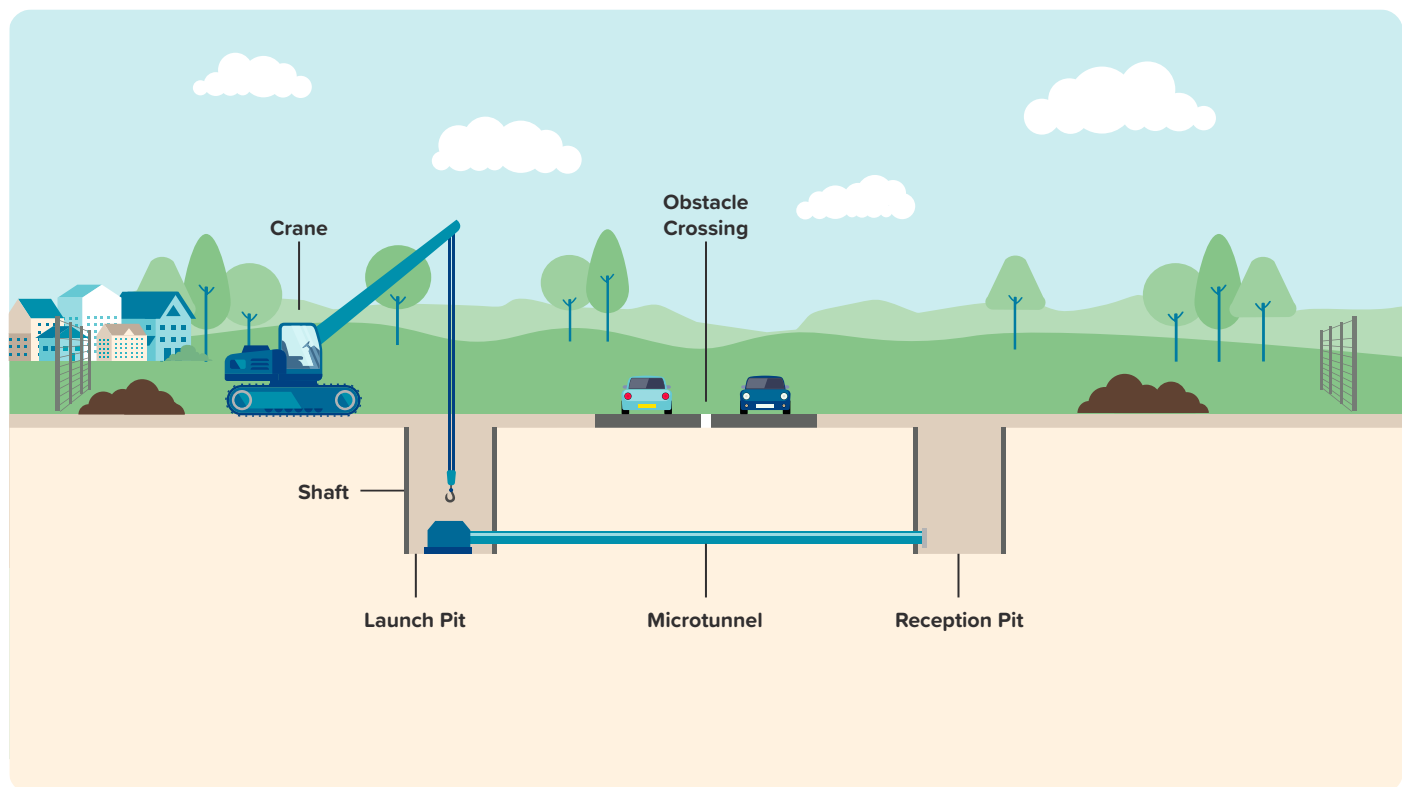 Obstacle
Crossing
Crane
Shaft
Launch Pit
Microtunnel
Reception Pit